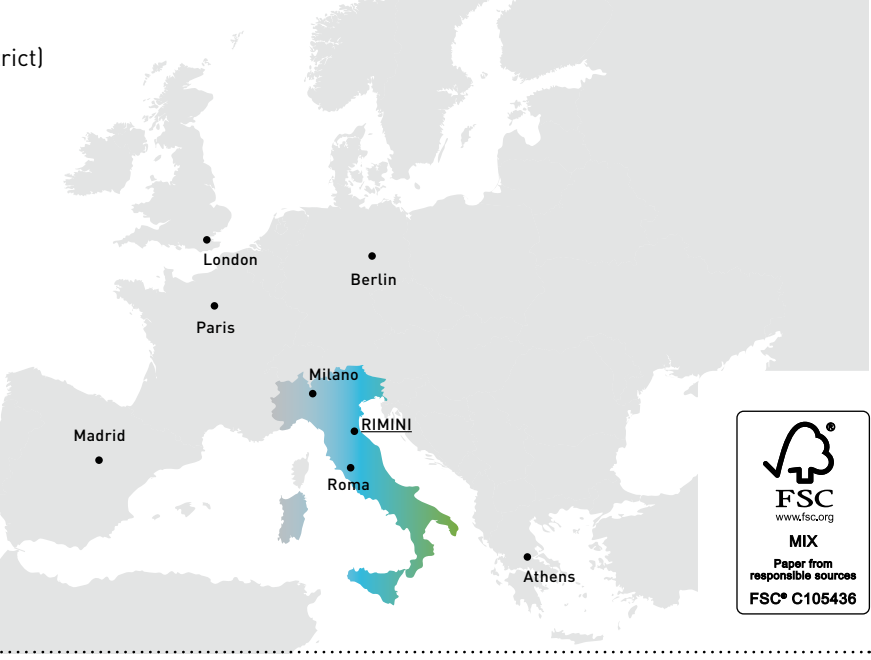 rict)
London
Berlin
Paris
Milano
RIMINI
Madrid
Roma
Athens
®
FSC
www.fsc.org
MIX
Paper from
responsible sources
FSC® C105436